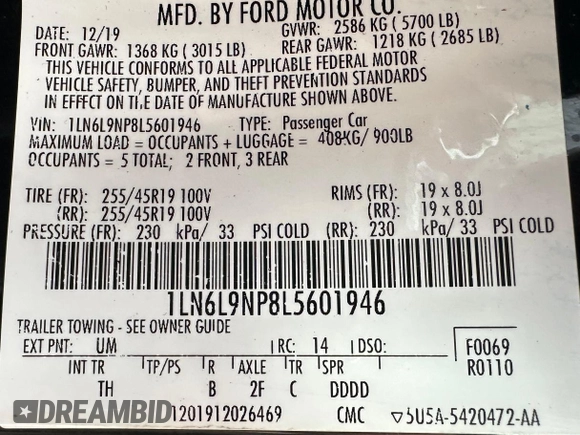 MFD. BY FORD MOTOR CO.
DATE: 12/19 GVWR: 2586 KG ( 5700 LB)
FRONT GAWR: 1368 KG ( 3015 LB) REAR GAWR: 1218 KG ( 2685 LB)
THIS VEHICLE CONFORMS TO ALL APPLICABLE FEDERAL MOTOR
VEHICLE SAFETY, BUMPER, AND THEFT PREVENTION STANDARDS
IN EFFECT ON THE DATE OF MANUFACTURE SHOWN ABOVE.
VIN: 1LN6L9NP8L5601946 TYPE: Passenger Car
MAXIMUM LOAD = OCCUPANTS + LUGGAGE = 408KG/ 900LB
OCCUPANTS = 5 TOTAL; 2 FRONT, 3 REAR
TIRE (FR): 255/45R19 100V RIMS (FR): 19 x 8.0J
(RR): 255/45R19 100V (RR): 19 x 8.0J
PRESSURE (FR): 230 kPa/ 33 PSI COLD (RR): 230 kPa/ 33 PSI COLD
1LN6L9NP8L5601946
TRAILER TOWING - SEE OWNER GUIDE
EXT PNT: UM RC: 14 DSO: F0069
INT TR TP/PS R AXLE TR SPR R0110
TH B 2F C DDDD
DREAMBID 1201912026469 CMC ▽5U5A-5420472-AA